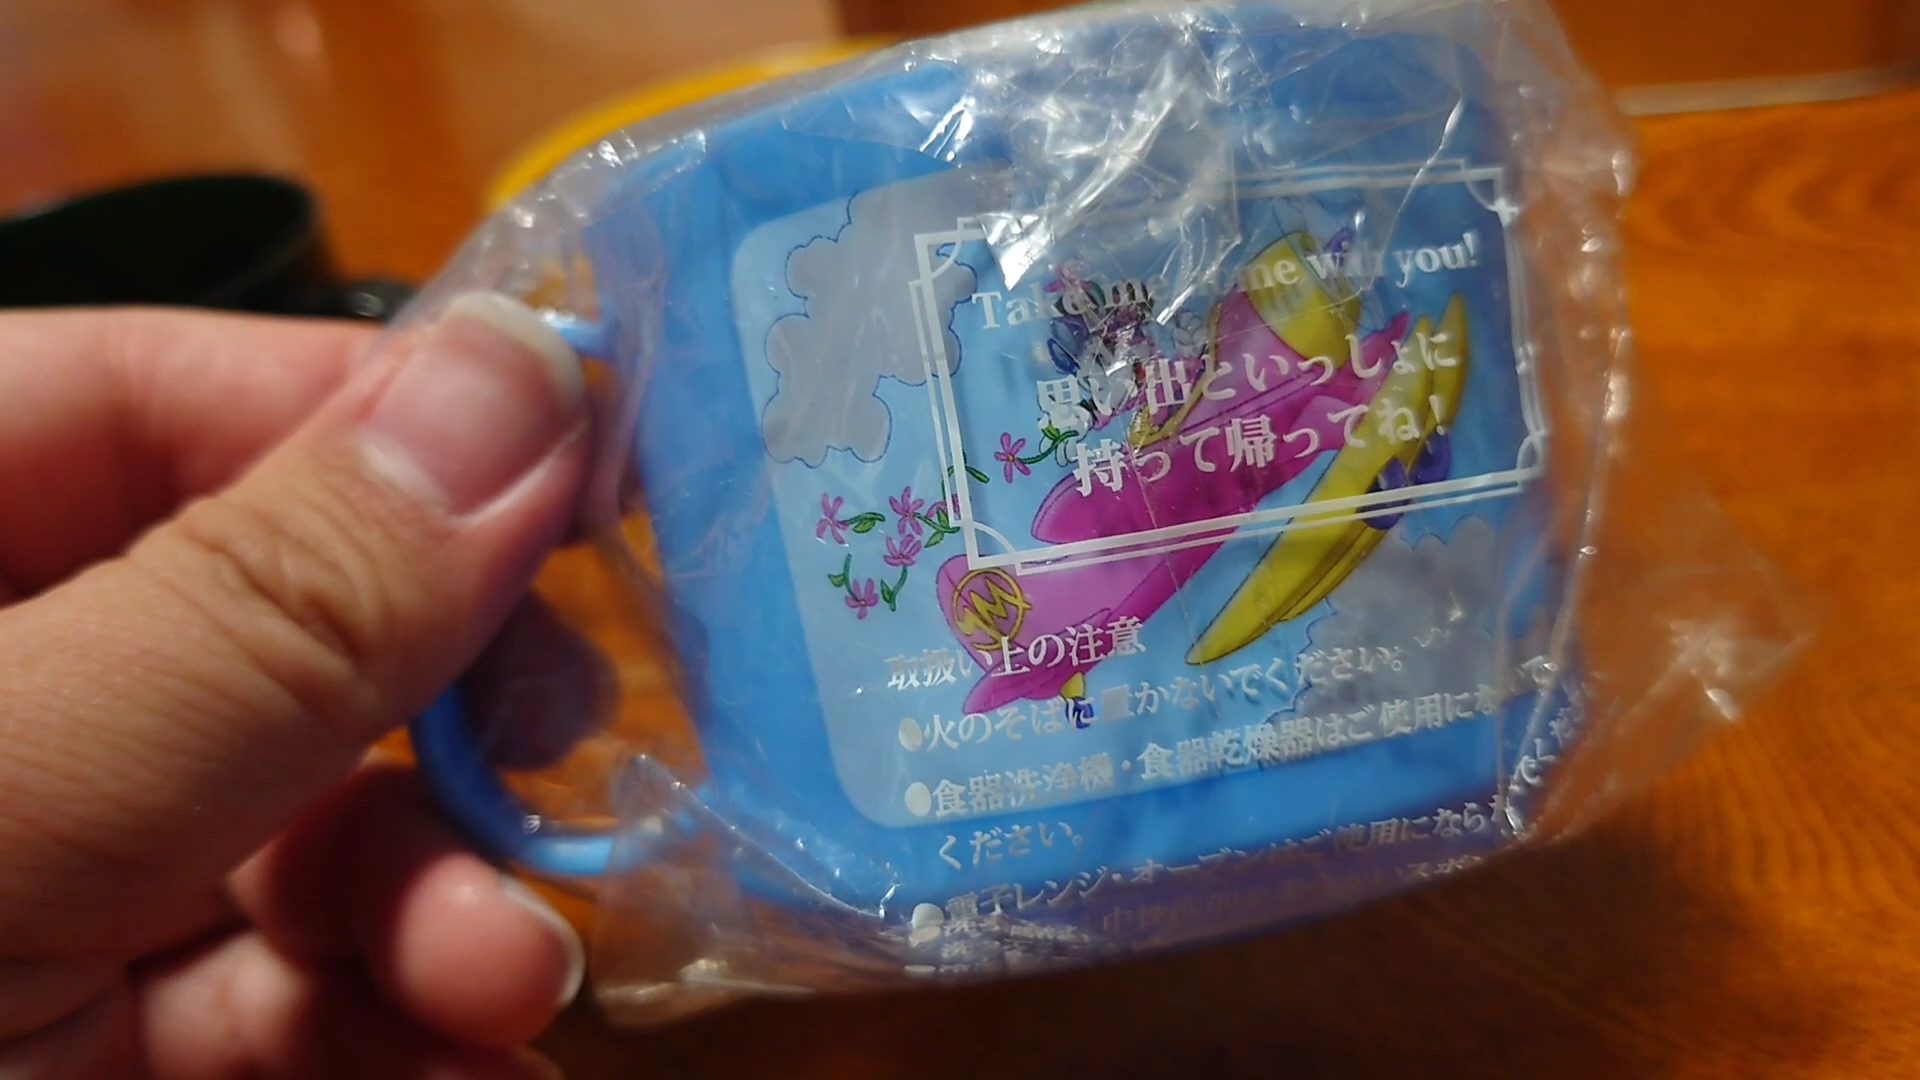 Take me home with you!
思い出といっしょに
持って帰ってね！
取扱い上の注意
●火のそばに置かないでください。
●食器洗浄機・食器乾燥器はご使用にならないで
ください。
●電子レンジ・オーブンはご使用にならないでくだ